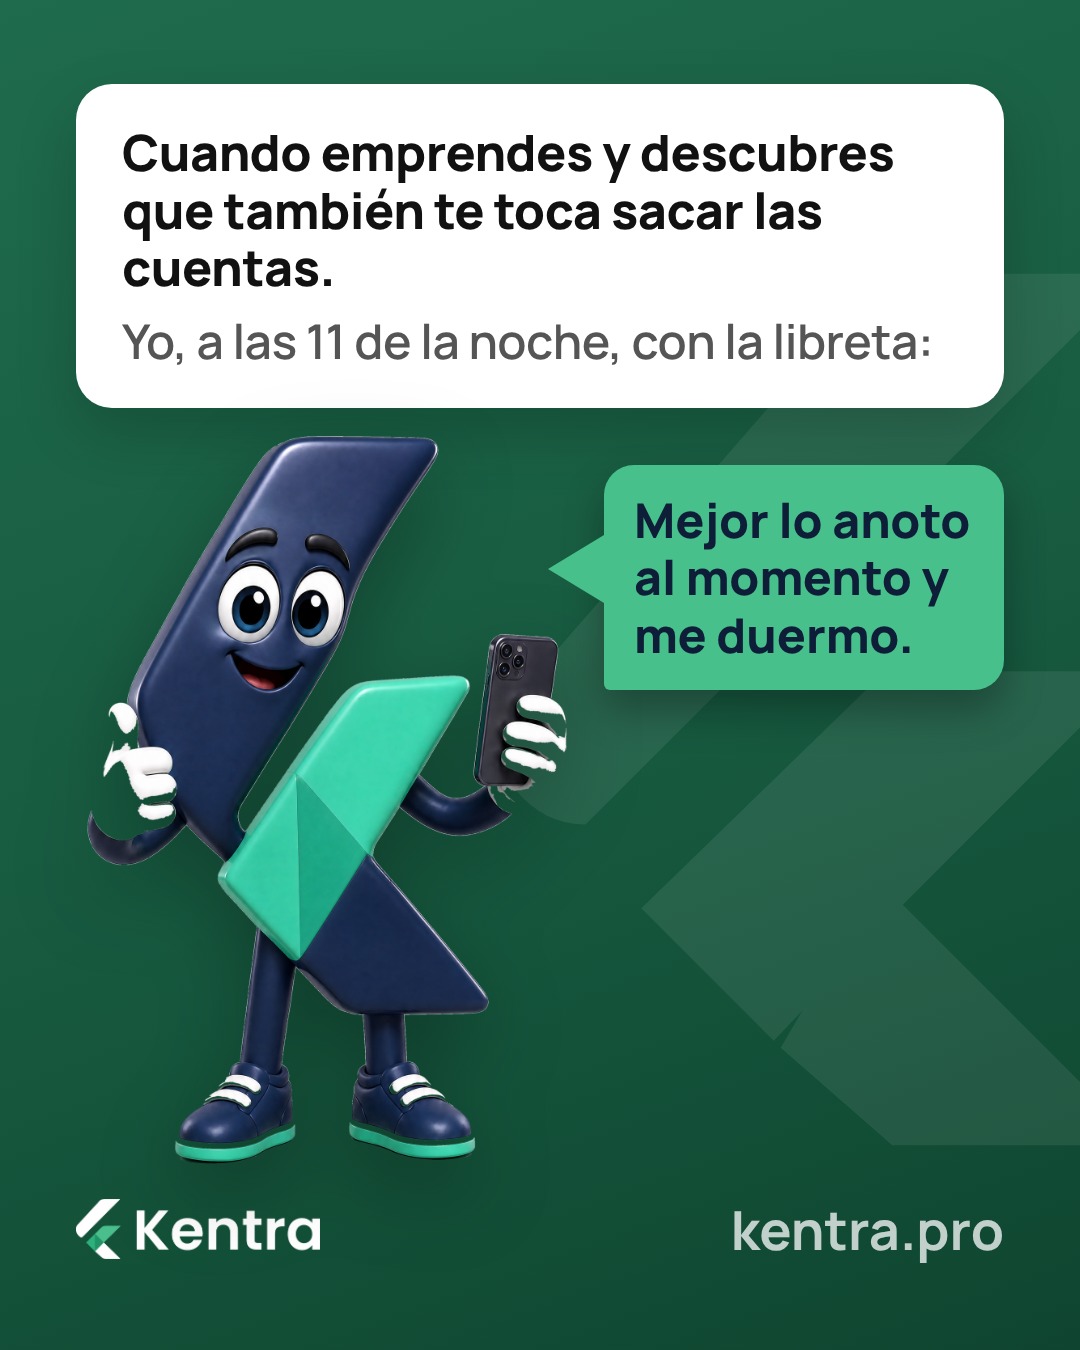 Cuando emprendes y descubres
que también te toca sacar las
cuentas.
Yo, a las 11 de la noche, con la libreta:
Mejor lo anoto
al momento y
me duermo.
Kentra
kentra.pro